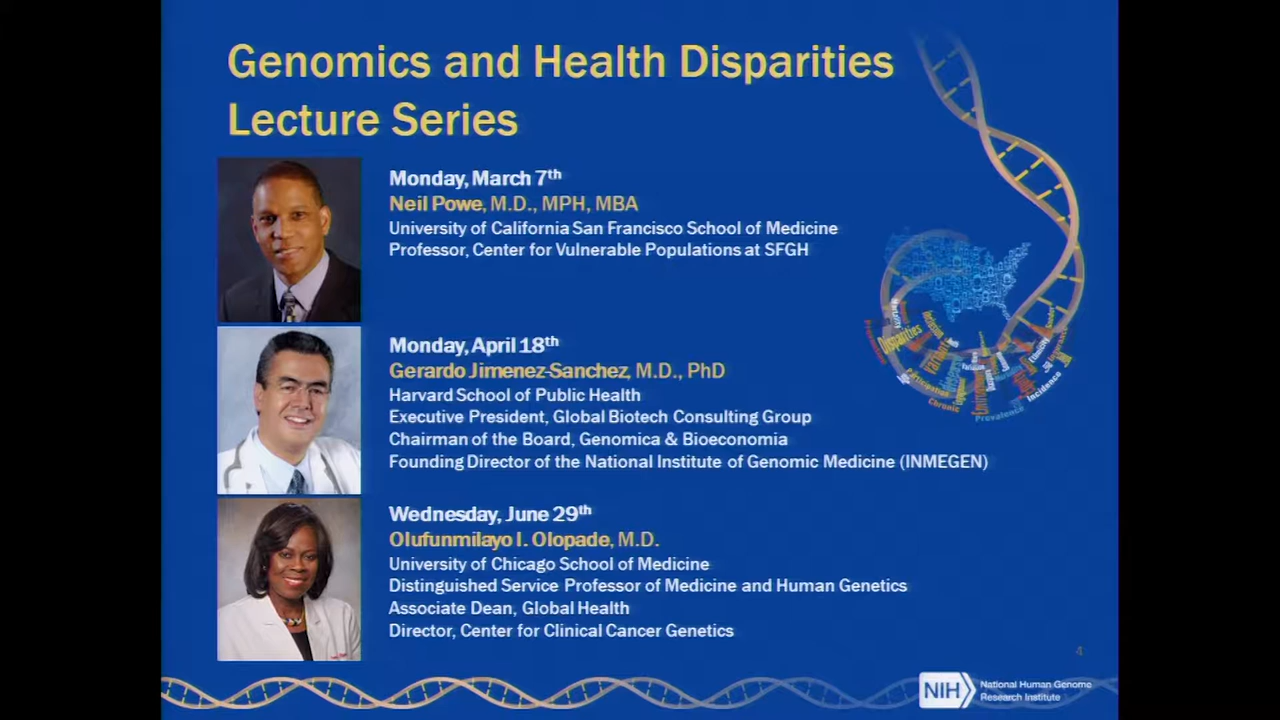 Genomics and Health Disparities
Lecture Series
Monday, March 7th
Neil Powe, M.D., MPH, MBA
University of California San Francisco School of Medicine
Professor, Center for Vulnerable Populations at SFGH
Monday, April 18th
Gerardo Jimenez-Sanchez, M.D., PhD
Harvard School of Public Health
Executive President, Global Biotech Consulting Group
Chairman of the Board, Genomica & Bioeconomia
Founding Director of the National Institute of Genomic Medicine (INMEGEN)
Wednesday, June 29th
Olufunmilayo I. Olopade, M.D.
University of Chicago School of Medicine
Distinguished Service Professor of Medicine and Human Genetics
Associate Dean, Global Health
Director, Center for Clinical Cancer Genetics
Disparities
Chronic
Prevalence
Incidence
4
NIH
National Human Genome
Research Institute